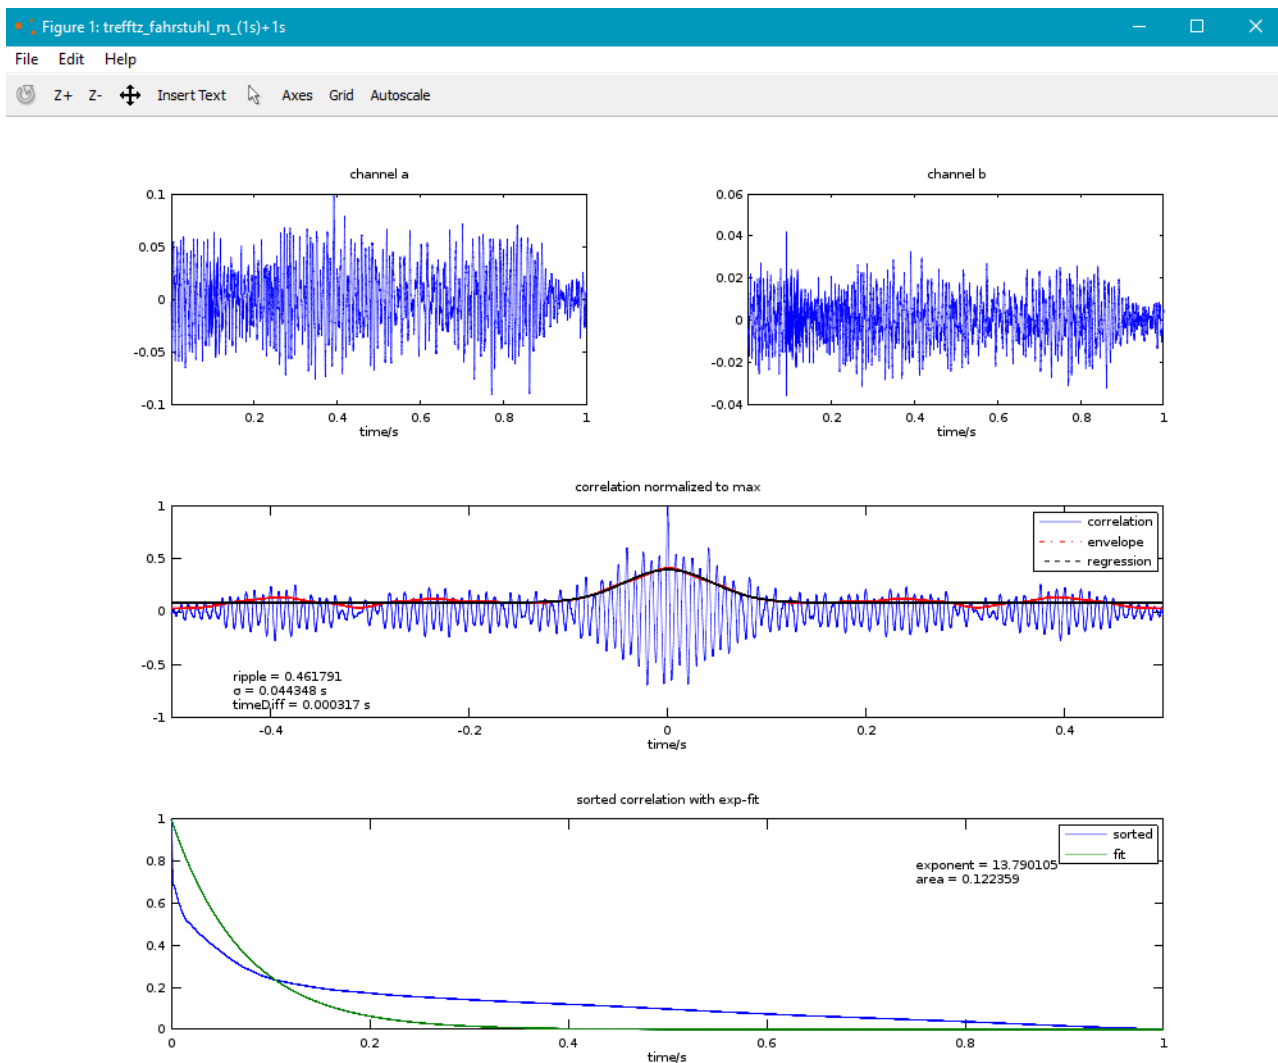 Figure 1: trefftz_fahrstuhl_m_(1s)+1s
File Edit Help
Z+ Z- Insert Text Axes Grid Autoscale
channel a
0.1
0.05
0
-0.05
-0.1
0.2 0.4 0.6 0.8 1
time/s
channel b
0.06
0.04
0.02
0
-0.02
-0.04
0.2 0.4 0.6 0.8 1
time/s
correlation normalized to max
1
0.5
0
-0.5
-1
correlation
envelope
regression
ripple = 0.461791
σ = 0.044348 s
timeDiff = 0.000317 s
-0.4 -0.2 0 0.2 0.4
time/s
sorted correlation with exp-fit
1
0.8
0.6
0.4
0.2
0
sorted
fit
exponent = 13.790105
area = 0.122359
0 0.2 0.4 0.6 0.8 1
time/s